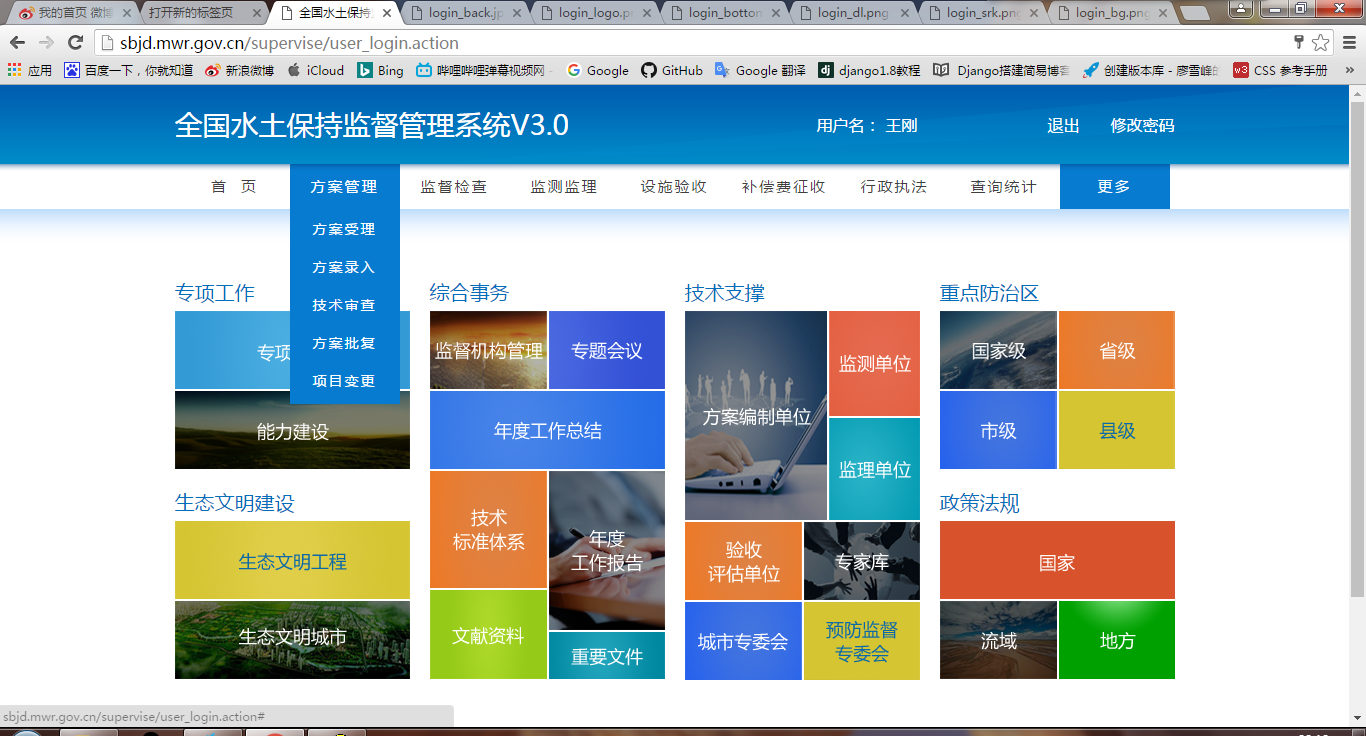 我的首页 微博
打开新的标签页
全国水土保持
login_back.jp
login_logo.p
login_botton
login_dl.png
login_srk.png
login_bg.png
sbjd.mwr.gov.cn/supervise/user_login.action
应用
百度一下，你就知道
新浪微博
iCloud
Bing
哔哩哔哩弹幕视频网
Google
GitHub
Google 翻译
django1.8教程
Django搭建简易博客
创建版本库 - 廖雪峰的
CSS 参考手册
全国水土保持监督管理系统V3.0
用户名： 王刚
退出
修改密码
首 页
方案管理
监督检查
监测监理
设施验收
补偿费征收
行政执法
查询统计
更多
方案受理
方案录入
技术审查
方案批复
项目变更
专项工作
专项
能力建设
生态文明建设
生态文明工程
生态文明城市
综合事务
监督机构管理
专题会议
年度工作总结
技术
标准体系
年度
工作报告
文献资料
重要文件
技术支撑
方案编制单位
监测单位
监理单位
验收
评估单位
专家库
城市专委会
预防监督
专委会
重点防治区
国家级
省级
市级
县级
政策法规
国家
流域
地方
sbjd.mwr.gov.cn/supervise/user_login.action#